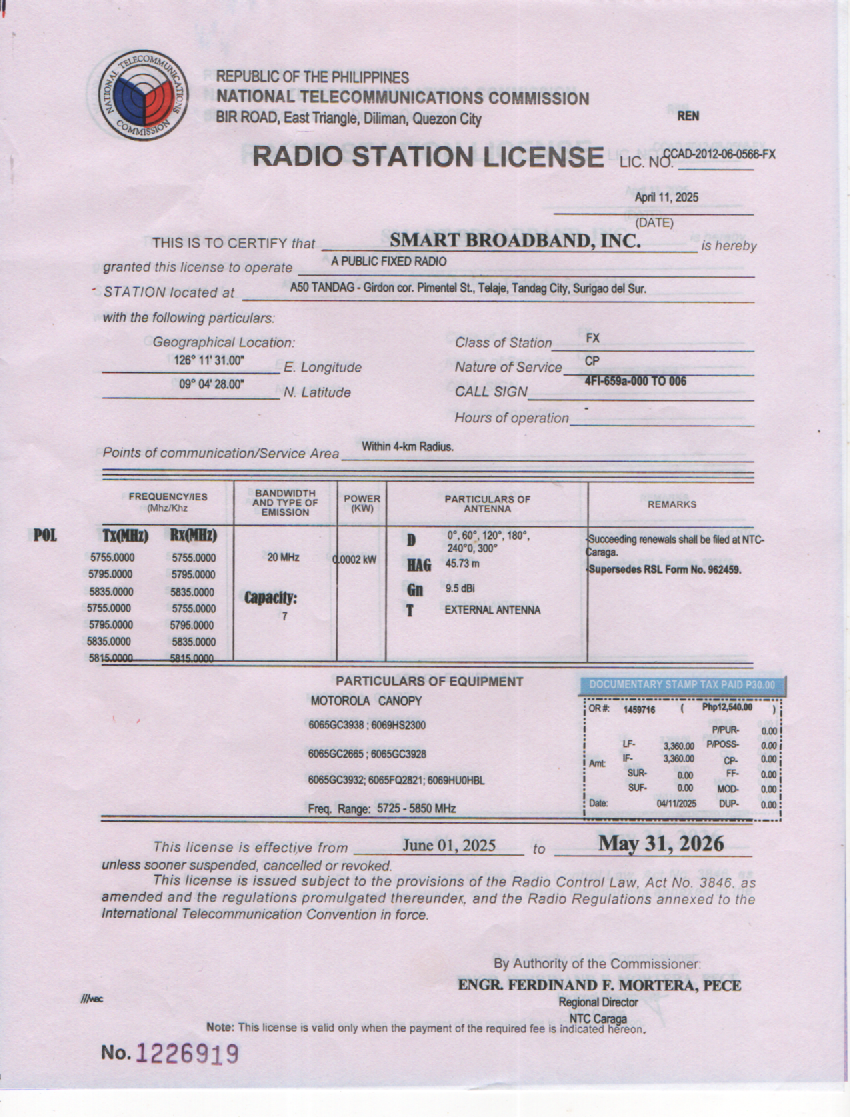 NATIONAL TELECOMMUNICATIONS COMMISSION
REPUBLIC OF THE PHILIPPINES
NATIONAL TELECOMMUNICATIONS COMMISSION
BIR ROAD, East Triangle, Diliman, Quezon City
REN
RADIO STATION LICENSE LIC. NO. CCAD-2012-06-0566-FX
April 11, 2025
(DATE)
THIS IS TO CERTIFY that SMART BROADBAND, INC. is hereby
granted this license to operate A PUBLIC FIXED RADIO
STATION located at A50 TANDAG - Girdon cor. Pimentel St., Telaje, Tandag City, Surigao del Sur.
with the following particulars:
Geographical Location:
126° 11' 31.00" E. Longitude
09° 04' 28.00" N. Latitude
Class of Station FX
Nature of Service CP
CALL SIGN 4FI-659a-000 TO 006
Hours of operation -
Points of communication/Service Area Within 4-km Radius.
FREQUENCY/IES (Mhz/Khz BANDWIDTH AND TYPE OF EMISSION POWER (KW) PARTICULARS OF ANTENNA REMARKS
POL Tx(MHz) Rx(MHz)
5755.0000 5755.0000
5795.0000 5795.0000
5835.0000 5835.0000
5755.0000 5755.0000
5795.0000 5795.0000
5835.0000 5835.0000
5815.0000 5815.0000
20 MHz
Capacity:
7
0.0002 kW
D 0°, 60°, 120°, 180°,
240°0, 300°
HAG 45.73 m
Gn 9.5 dBi
T EXTERNAL ANTENNA
Succeeding renewals shall be filed at NTC-
Caraga.
Supersedes RSL Form No. 962459.
PARTICULARS OF EQUIPMENT
MOTOROLA CANOPY
6065GC3938 ; 6069HS2300
6065GC2665 ; 6065GC3928
6065GC3932; 6065FQ2821; 6069HU0HBL
Freq. Range: 5725 - 5850 MHz
DOCUMENTARY STAMP TAX PAID P30.00
OR #: 1459716 ( Php12,540.00 )
P/PUR- 0.00
LF- 3,360.00 P/POSS- 0.00
Amt: IF- 3,360.00 CP- 0.00
SUR- 0.00 FF- 0.00
SUF- 0.00 MOD- 0.00
Date: 04/11/2025 DUP- 0.00
This license is effective from June 01, 2025 to May 31, 2026
unless sooner suspended, cancelled or revoked.
This license is issued subject to the provisions of the Radio Control Law, Act No. 3846, as
amended and the regulations promulgated thereunder, and the Radio Regulations annexed to the
International Telecommunication Convention in force.
By Authority of the Commissioner:
ENGR. FERDINAND F. MORTERA, PECE
Regional Director
NTC Caraga
///vec
Note: This license is valid only when the payment of the required fee is indicated hereon.
No. 1226919